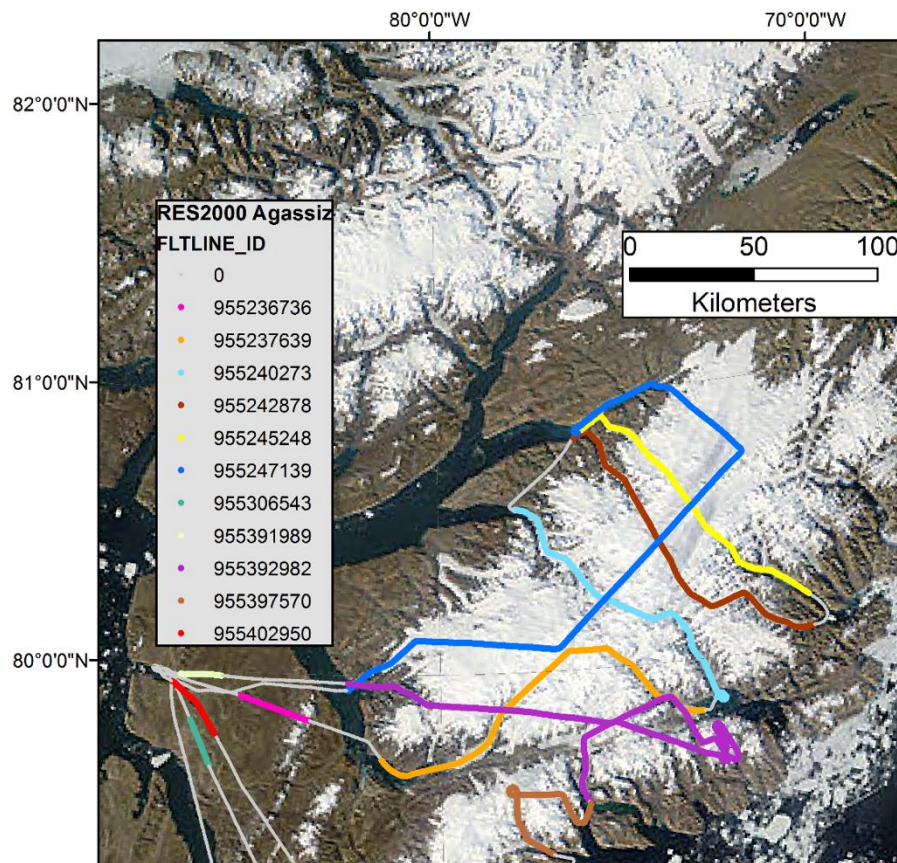 80°0'0"W 70°0'0"W
82°0'0"N
RES2000 Agassiz
FLTLINE_ID
0
955236736
955237639
955240273
955242878
955245248
955247139
955306543
955391989
955392982
955397570
955402950
0 50 100
Kilometers
81°0'0"N
80°0'0"N